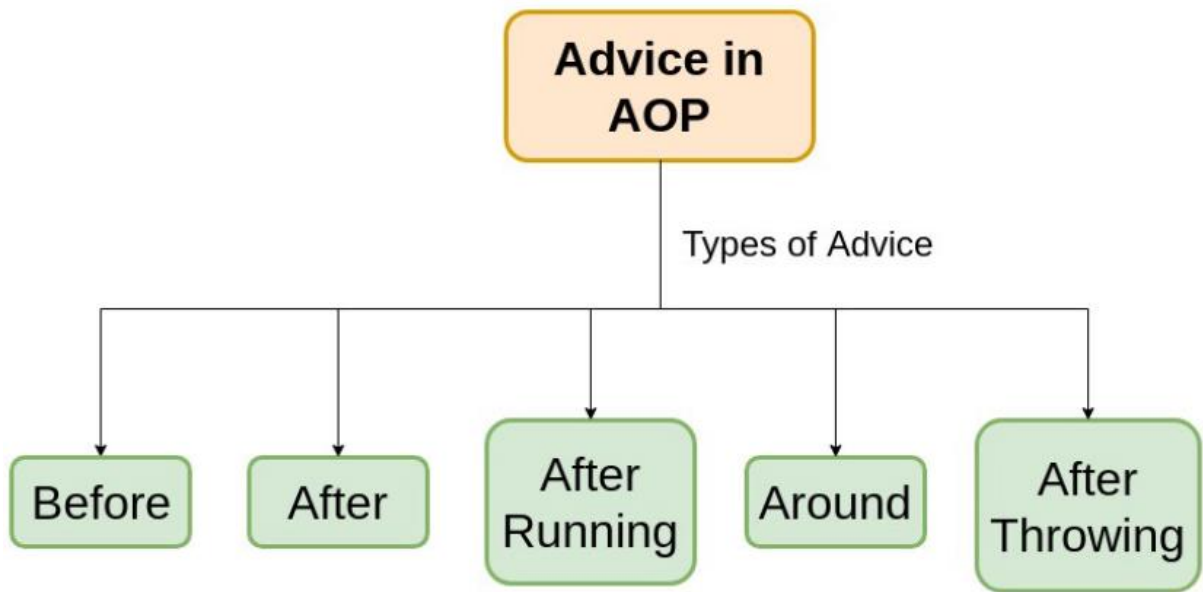 Advice in
AOP
Types of Advice
Before
After
After
Running
Around
After
Throwing